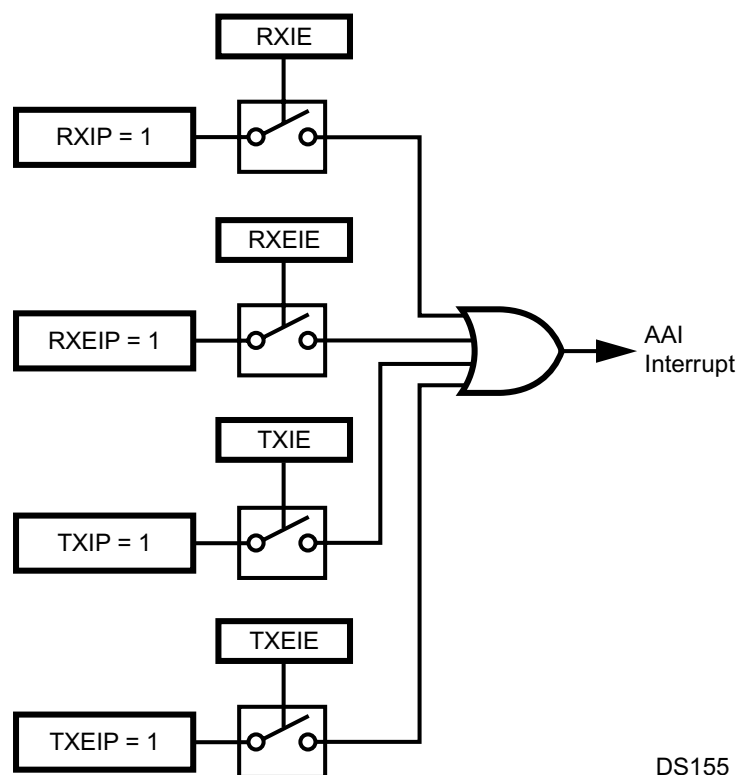 RXIE
RXIP = 1
RXEIE
RXEIP = 1
AAI
Interrupt
TXIE
TXIP = 1
TXEIE
TXEIP = 1
DS155